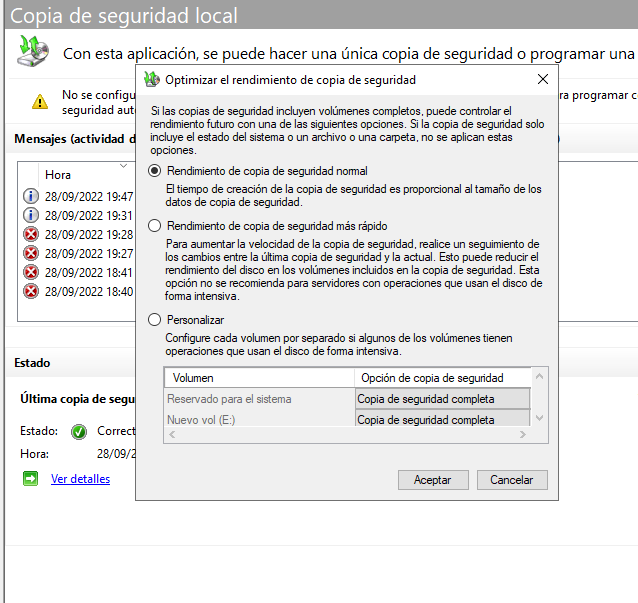 Copia de seguridad local
Con esta aplicación, se puede hacer una única copia de seguridad o programar una
No se configu
para programar c
seguridad aut
Mensajes (actividad d
Hora
28/09/2022 19:47
28/09/2022 19:31
28/09/2022 19:28
28/09/2022 19:27
28/09/2022 18:41
28/09/2022 18:40
Estado
Última copia de segu
Estado:
Correct
Hora:
28/09/2
Ver detalles
Optimizar el rendimiento de copia de seguridad
Si las copias de seguridad incluyen volúmenes completos, puede controlar el
rendimiento futuro con una de las siguientes opciones. Si la copia de seguridad solo
incluye el estado del sistema o un archivo o una carpeta, no se aplican estas
opciones.
Rendimiento de copia de seguridad normal
El tiempo de creación de la copia de seguridad es proporcional al tamaño de los
datos de copia de seguridad.
Rendimiento de copia de seguridad más rápido
Para aumentar la velocidad de la copia de seguridad, realice un seguimiento de
los cambios entre la última copia de seguridad y la actual. Esto puede reducir el
rendimiento del disco en los volúmenes incluidos en la copia de seguridad. Esta
opción no se recomienda para servidores con operaciones que usan el disco de
forma intensiva.
Personalizar
Configure cada volumen por separado si algunos de los volúmenes tienen
operaciones que usan el disco de forma intensiva.
Volumen
Opción de copia de seguridad
Reservado para el sistema
Copia de seguridad completa
Nuevo vol (E:)
Copia de seguridad completa
Aceptar
Cancelar